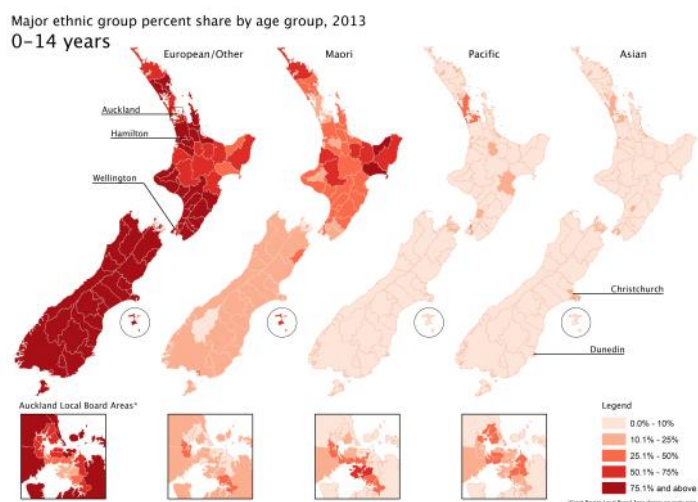 Major ethnic group percent share by age group, 2013
0-14 years
European/Other
Maori
Pacific
Asian
Auckland
Hamilton
Wellington
Christchurch
Dunedin
Auckland Local Board Areas*
Legend
0.0% - 10%
10.1% - 25%
25.1% - 50%
50.1% - 75%
75.1% and above